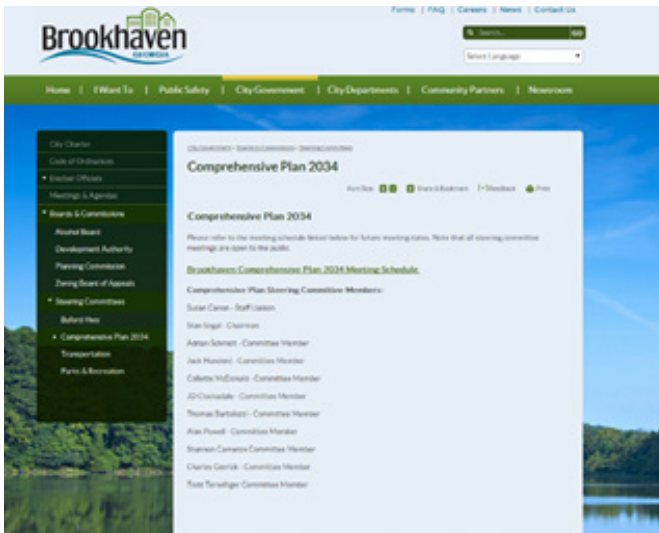 Forms | FAQ | Careers | News | Contact Us
Brookhaven
GEORGIA
Search...
GO
Select Language
Home | I Want To | Public Safety | City Government | City Departments | Community Partners | Newsroom
City Charter
Code of Ordinances
Elected Officials
Meetings & Agendas
Boards & Commissions
Alcohol Board
Development Authority
Planning Commission
Zoning Board of Appeals
Steering Committees
Buford Hwy
Comprehensive Plan 2034
Transportation
Parks & Recreation
City Government › Boards & Commissions › Steering Committees
Comprehensive Plan 2034
Font Size: Share & Bookmark Feedback Print
Comprehensive Plan 2034
Please refer to the meeting schedule listed below for future meeting dates. Note that all steering committee
meetings are open to the public.
Brookhaven Comprehensive Plan 2034 Meeting Schedule
Comprehensive Plan Steering Committee Members:
Susan Canon - Staff Liaison
Stan Segal - Chairman
Adrian Schmidt - Committee Member
Jack - Committee Member
Collette McDonald - Committee Member
JD Clockadale - Committee Member
Thomas - Committee Member
Alan Powell - Committee Member
Shannon Cameron Committee Member
Charles - Committee Member
Todd Terwilliger Committee Member